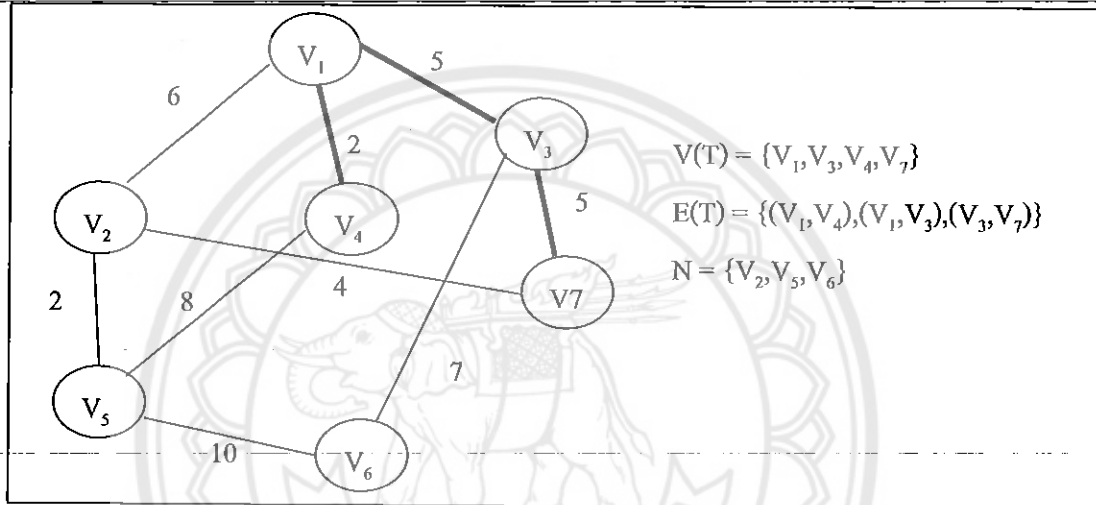 V₁
5
6
2
V₃
V(T) = {V₁,V₃,V₄,V₇}
5
E(T) = {(V₁,V₄),(V₁,V₃),(V₃,V₇)}
V₂
V₄
N = {V₂,V₅,V₆}
4
V7
2
8
7
V₅
10
V₆